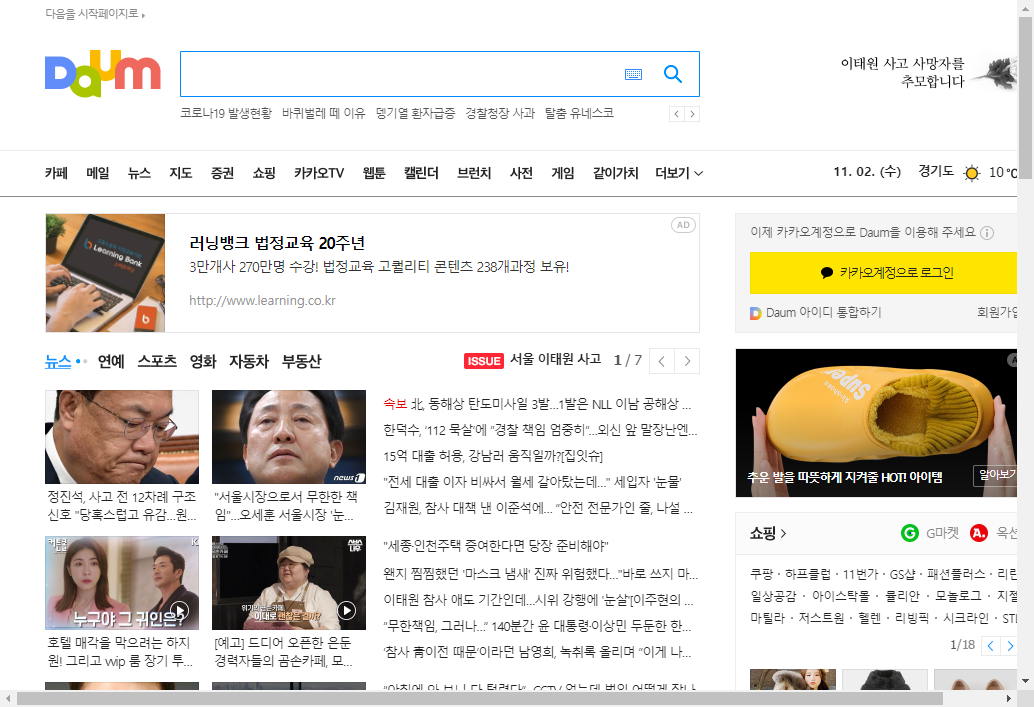 다음을 시작페이지로
Daum
이태원 사고 사망자를
추모합니다
코로나19 발생현황 바퀴벌레 떼 이유 뎅기열 환자급증 경찰청장 사과 탈춤 유네스코
카페 메일 뉴스 지도 증권 쇼핑 카카오TV 웹툰 캘린더 브런치 사전 게임 같이가치 더보기
11. 02. (수) 경기도 10 °C
러닝뱅크 법정교육 20주년
AD
3만개사 270만명 수강! 법정교육 고퀄리티 콘텐츠 238개과정 보유!
http://www.learning.co.kr
Learning Bank
이제 카카오계정으로 Daum을 이용해 주세요
카카오계정으로 로그인
Daum 아이디 통합하기 회원가입
뉴스 연예 스포츠 영화 자동차 부동산
ISSUE 서울 이태원 사고 1 / 7
정진석, 사고 전 12차례 구조
신호 "당혹스럽고 유감...원...
news1
"서울시장으로서 무한한 책
임"...오세훈 서울시장 '눈...
속보 北, 동해상 탄도미사일 3발...1발은 NLL 이남 공해상 ...
한덕수, '112 묵살'에 "경찰 책임 엄중히"...외신 앞 말장난엔...
15억 대출 허용, 강남러 움직일까?[집잇슈]
"전세 대출 이자 비싸서 월세 갈아탔는데..." 세입자 '눈물'
김재원, 참사 대책 낸 이준석에... "안전 전문가인 줄, 나설 ...
"세종·인천주택 증여한다면 당장 준비해야"
왠지 찜찜했던 '마스크 냄새' 진짜 위험했다..."바로 쓰지 마...
이태원 참사 애도 기간인데...시위 강행에 '눈살'[이주현의 ...
"무한책임, 그러나..." 140분간 윤 대통령·이상민 두둔한 한...
'참사 靑이전 때문'이라던 남영희, 녹취록 올리며 "이게 나...
누구야 그 귀인은?
호텔 매각을 막으려는 하지
원! 그리고 vvip 룸 장기 투...
위기의 곰손카페,
이대로 괜찮은 걸까?
[예고] 드디어 오픈한 은둔
경력자들의 곰손카페, 모...
Super
추운 발을 따뜻하게 지켜줄 HOT! 아이템 알아보기
쇼핑 G마켓 옥션
쿠팡 · 하프클럽 · 11번가 · GS샵 · 패션플러스 · 리린
일상공감 · 아이스탁몰 · 플리안 · 모놀로그 · 지절
마틸라 · 저스트원 · 헬렌 · 리빙픽 · 시크라인 · STL
1/18